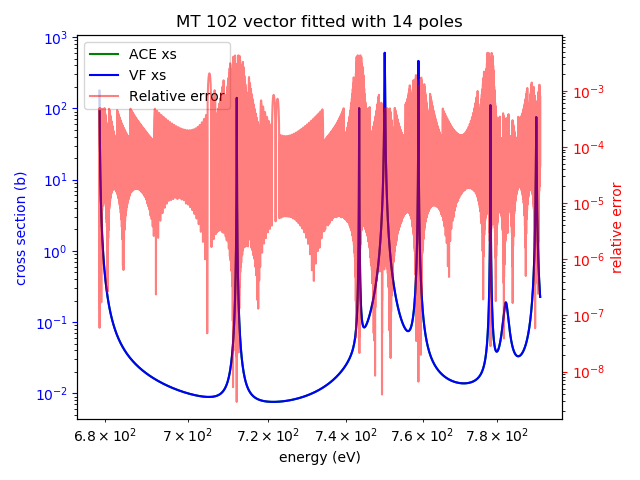 MT 102 vector fitted with 14 poles
ACE xs
VF xs
Relative error
cross section (b)
10³
10²
10¹
10⁰
10⁻¹
10⁻²
relative error
10⁻³
10⁻⁴
10⁻⁵
10⁻⁶
10⁻⁷
10⁻⁸
6.8 × 10² 7 × 10² 7.2 × 10² 7.4 × 10² 7.6 × 10² 7.8 × 10²
energy (eV)